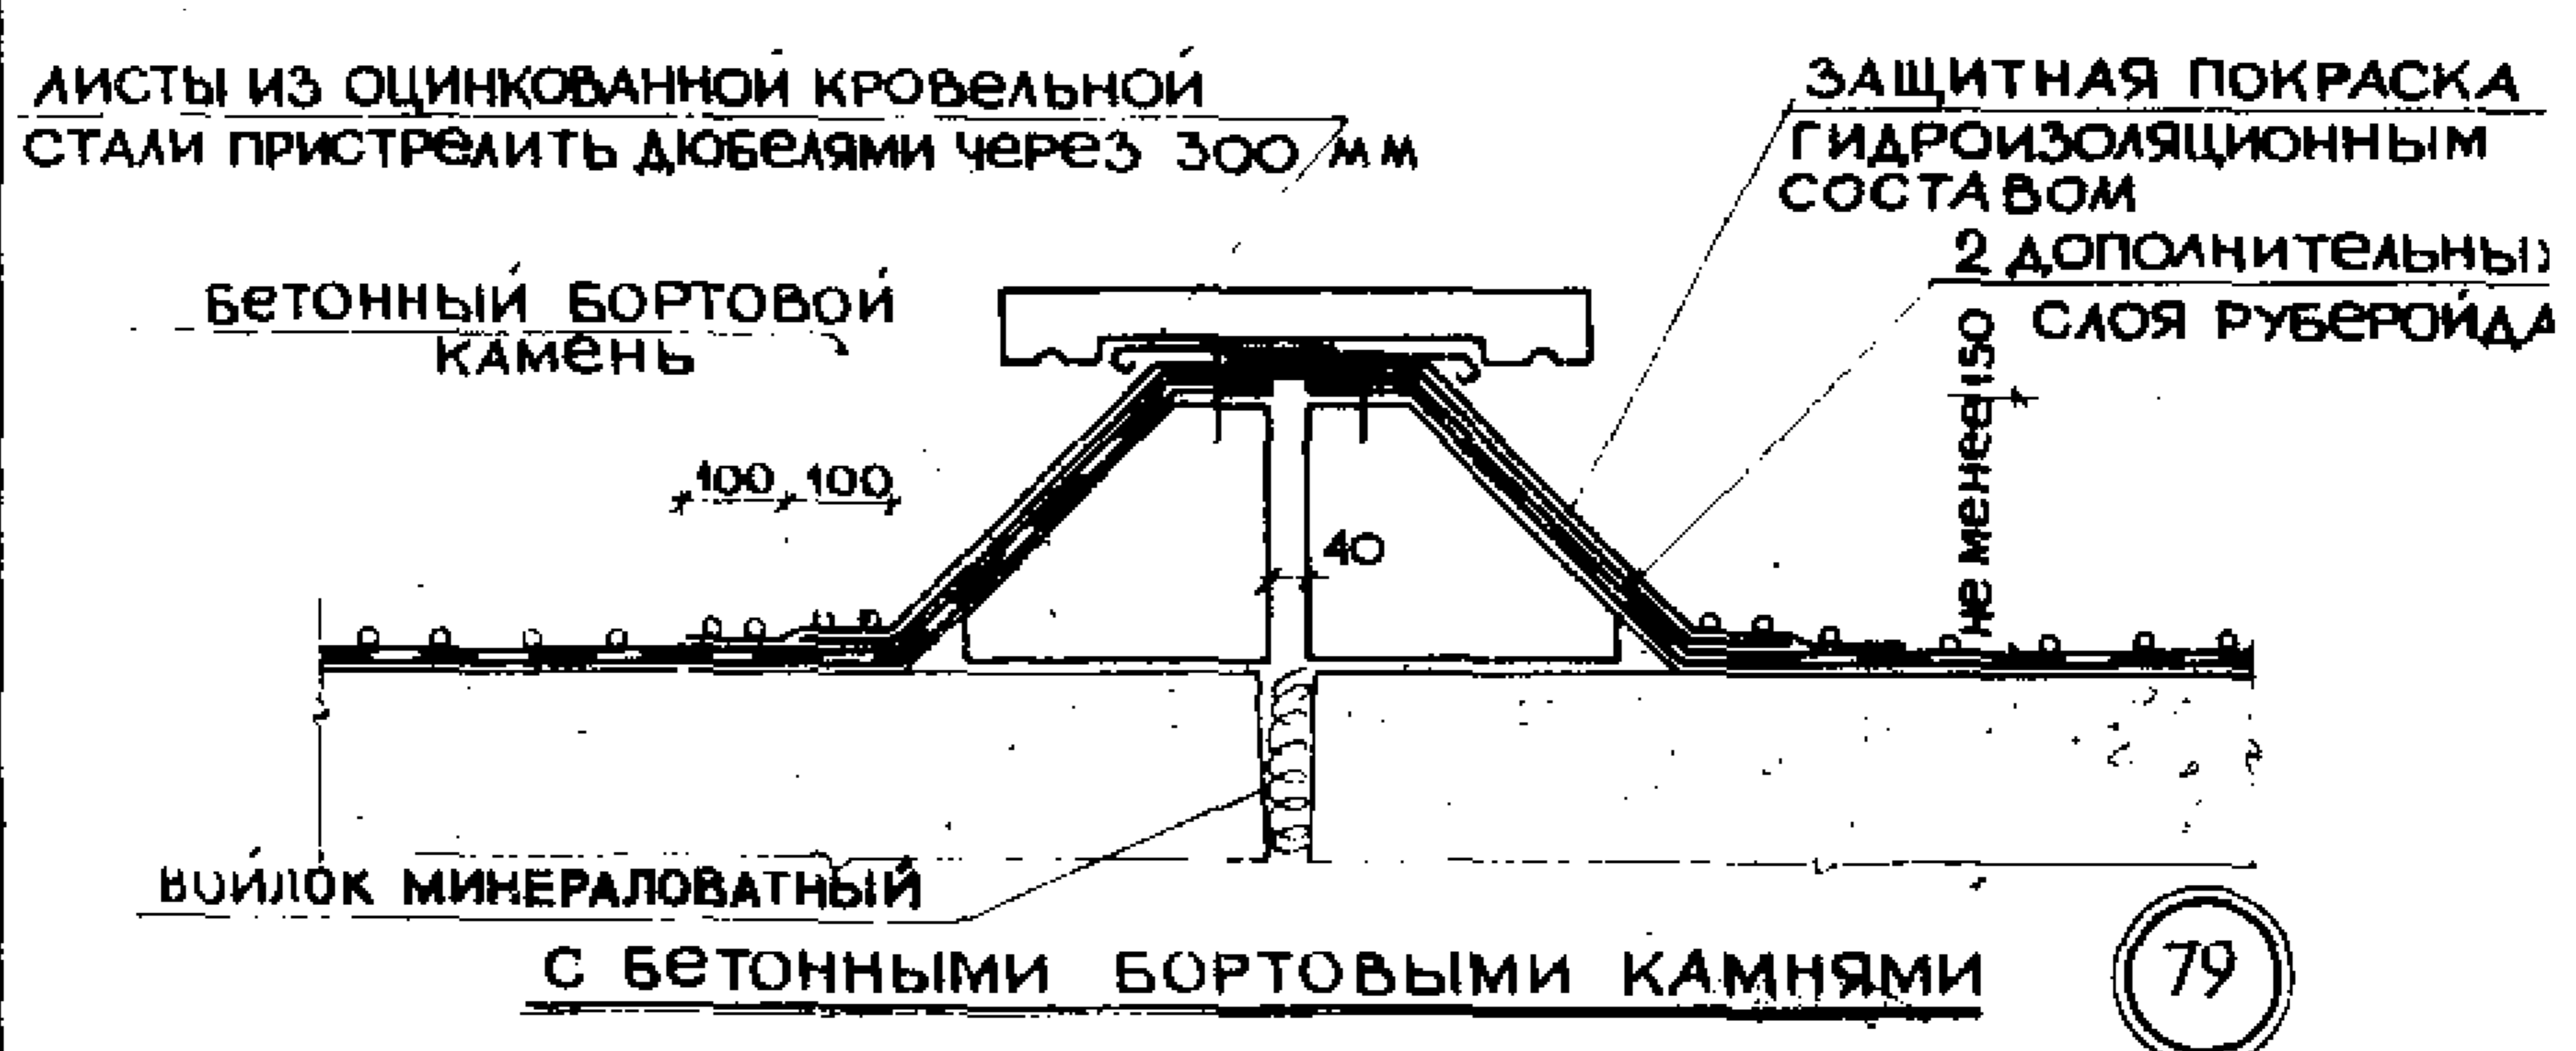 ЛИСТЫ ИЗ ОЦИНКОВАННОЙ КРОВЕЛЬНОЙ
СТАЛИ ПРИСТРЕЛИТЬ ДЮБЕЛЯМИ ЧЕРЕЗ 300 ММ
ЗАЩИТНАЯ ПОКРАСКА
ГИДРОИЗОЛЯЦИОННЫМ
СОСТАВОМ
2 ДОПОЛНИТЕЛЬНЫХ
СЛОЯ РУБЕРОЙДА
БЕТОННЫЙ БОРТОВОЙ
КАМЕНЬ
НЕ МЕНЕЕ 150
100 100
40
ВОЙЛОК МИНЕРАЛОВАТНЫЙ
С БЕТОННЫМИ БОРТОВЫМИ КАМНЯМИ
79